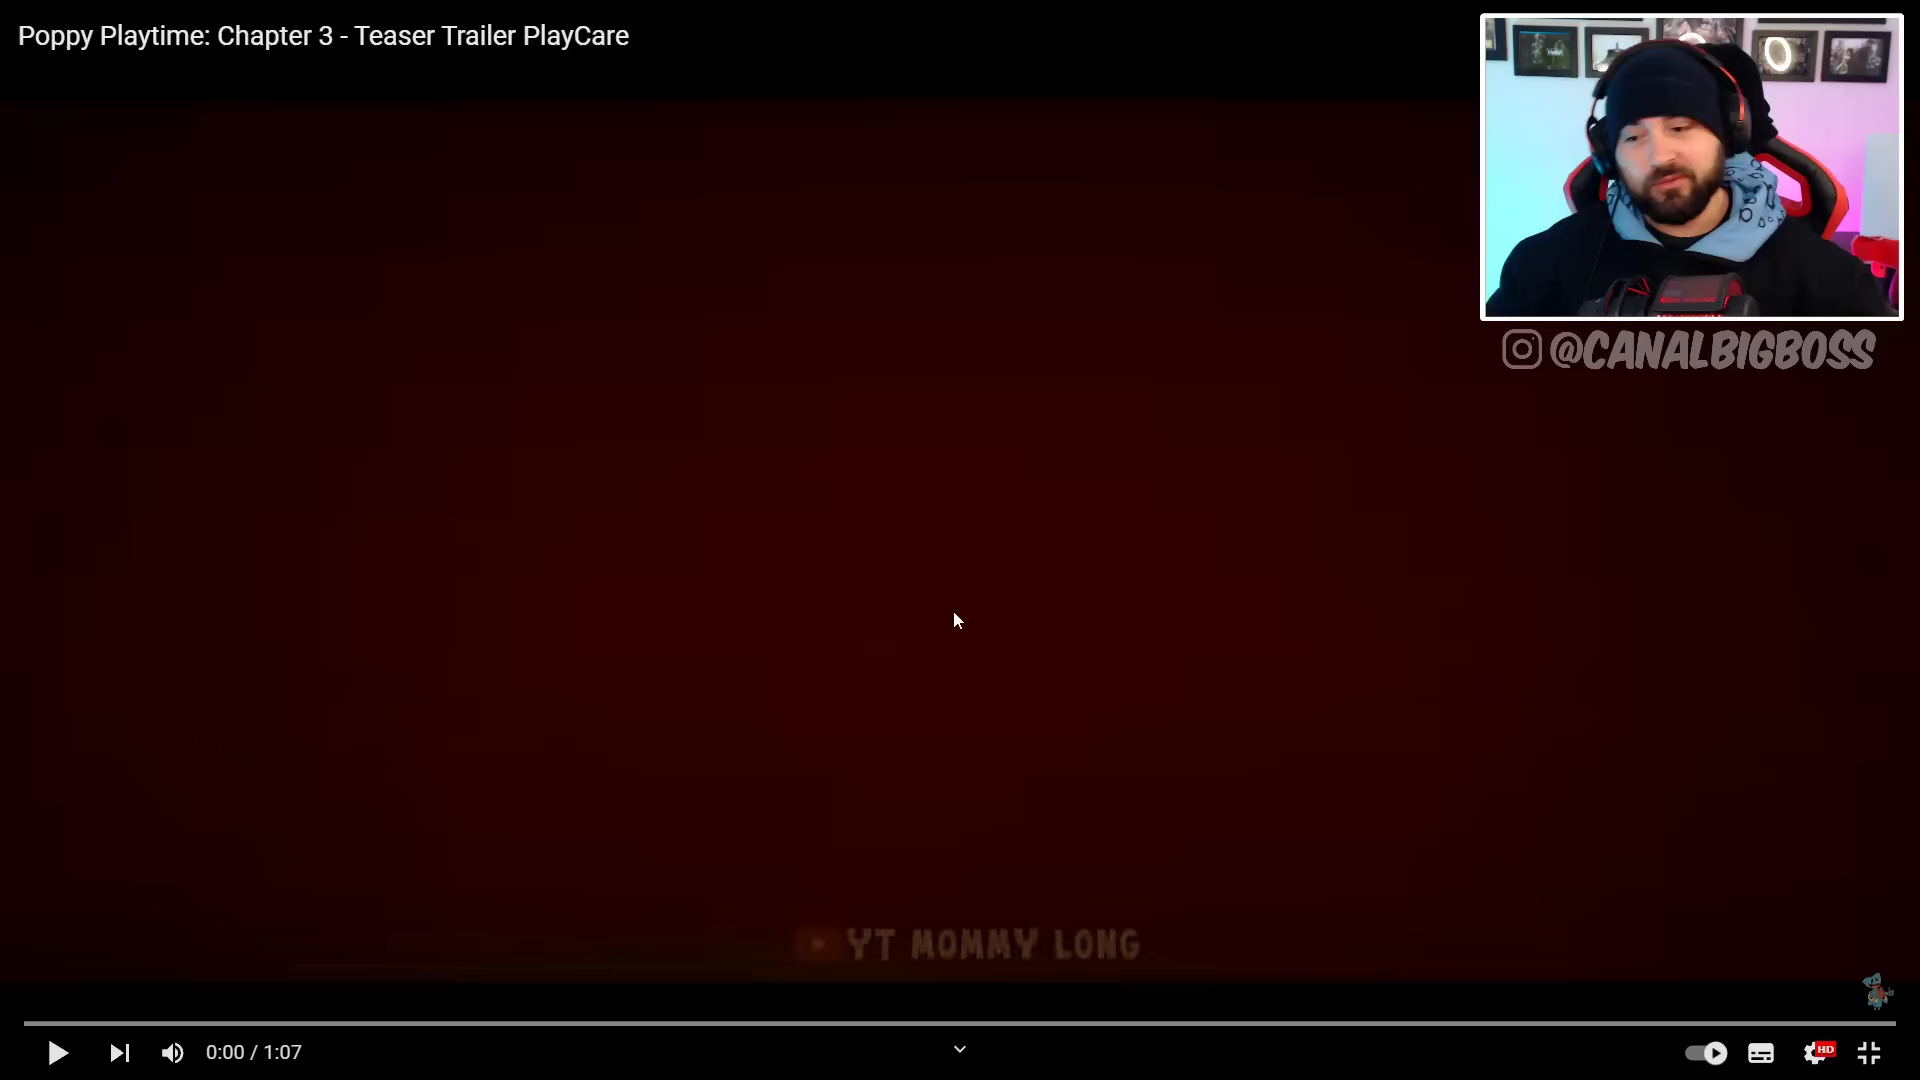 Poppy Playtime: Chapter 3 - Teaser Trailer PlayCare
@CANALBIGBOSS
YT MOMMY LONG
0:00 / 1:07
HD